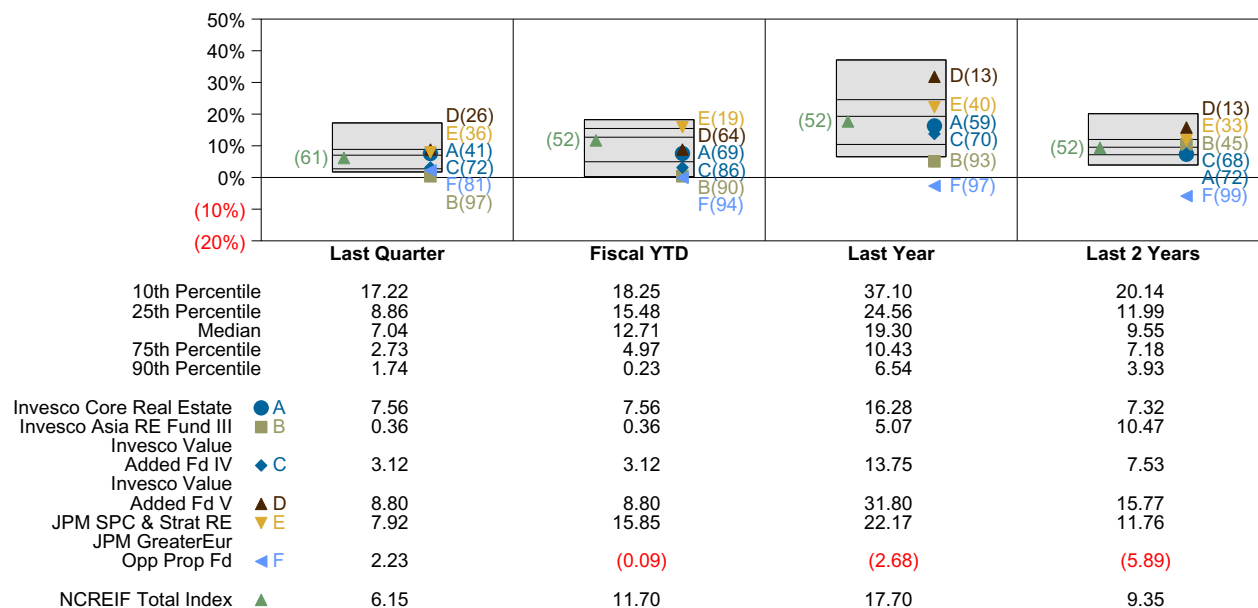 50%
40%
30%
20%
10%
0%
(10%)
(20%)
Last Quarter
Fiscal YTD
Last Year
Last 2 Years
(61)
D(26)
E(36)
A(41)
C(72)
F(81)
B(97)
(52)
E(19)
D(64)
A(69)
C(86)
B(90)
F(94)
(52)
D(13)
E(40)
A(59)
C(70)
B(93)
F(97)
(52)
D(13)
E(33)
B(45)
C(68)
A(72)
F(99)
10th Percentile 17.22 18.25 37.10 20.14
25th Percentile 8.86 15.48 24.56 11.99
Median 7.04 12.71 19.30 9.55
75th Percentile 2.73 4.97 10.43 7.18
90th Percentile 1.74 0.23 6.54 3.93
Invesco Core Real Estate A 7.56 7.56 16.28 7.32
Invesco Asia RE Fund III B 0.36 0.36 5.07 10.47
Invesco Value
Added Fd IV C 3.12 3.12 13.75 7.53
Invesco Value
Added Fd V D 8.80 8.80 31.80 15.77
JPM SPC & Strat RE E 7.92 15.85 22.17 11.76
JPM GreaterEur
Opp Prop Fd F 2.23 (0.09) (2.68) (5.89)
NCREIF Total Index 6.15 11.70 17.70 9.35